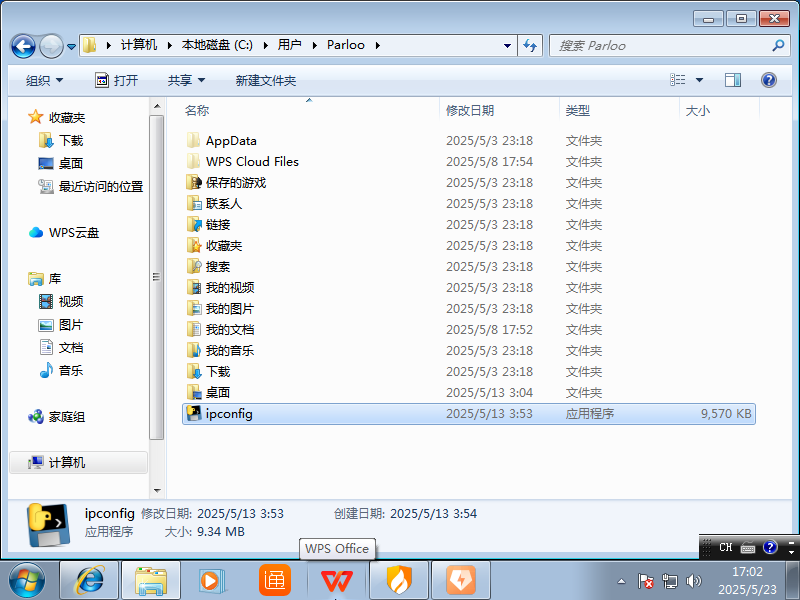 计算机 本地磁盘 (C:) 用户 Parloo
搜索 Parloo
组织 打开 共享 新建文件夹
收藏夹
下载
桌面
最近访问的位置
WPS云盘
库
视频
图片
文档
音乐
家庭组
计算机
名称 修改日期 类型 大小
AppData 2025/5/3 23:18 文件夹
WPS Cloud Files 2025/5/8 17:54 文件夹
保存的游戏 2025/5/3 23:18 文件夹
联系人 2025/5/3 23:18 文件夹
链接 2025/5/3 23:18 文件夹
收藏夹 2025/5/3 23:18 文件夹
搜索 2025/5/3 23:18 文件夹
我的视频 2025/5/3 23:18 文件夹
我的图片 2025/5/3 23:18 文件夹
我的文档 2025/5/8 17:52 文件夹
我的音乐 2025/5/3 23:18 文件夹
下载 2025/5/3 23:18 文件夹
桌面 2025/5/13 3:04 文件夹
ipconfig 2025/5/13 3:53 应用程序 9,570 KB
ipconfig 修改日期: 2025/5/13 3:53 创建日期: 2025/5/13 3:54
应用程序 大小: 9.34 MB
WPS Office
CH
17:02
2025/5/23